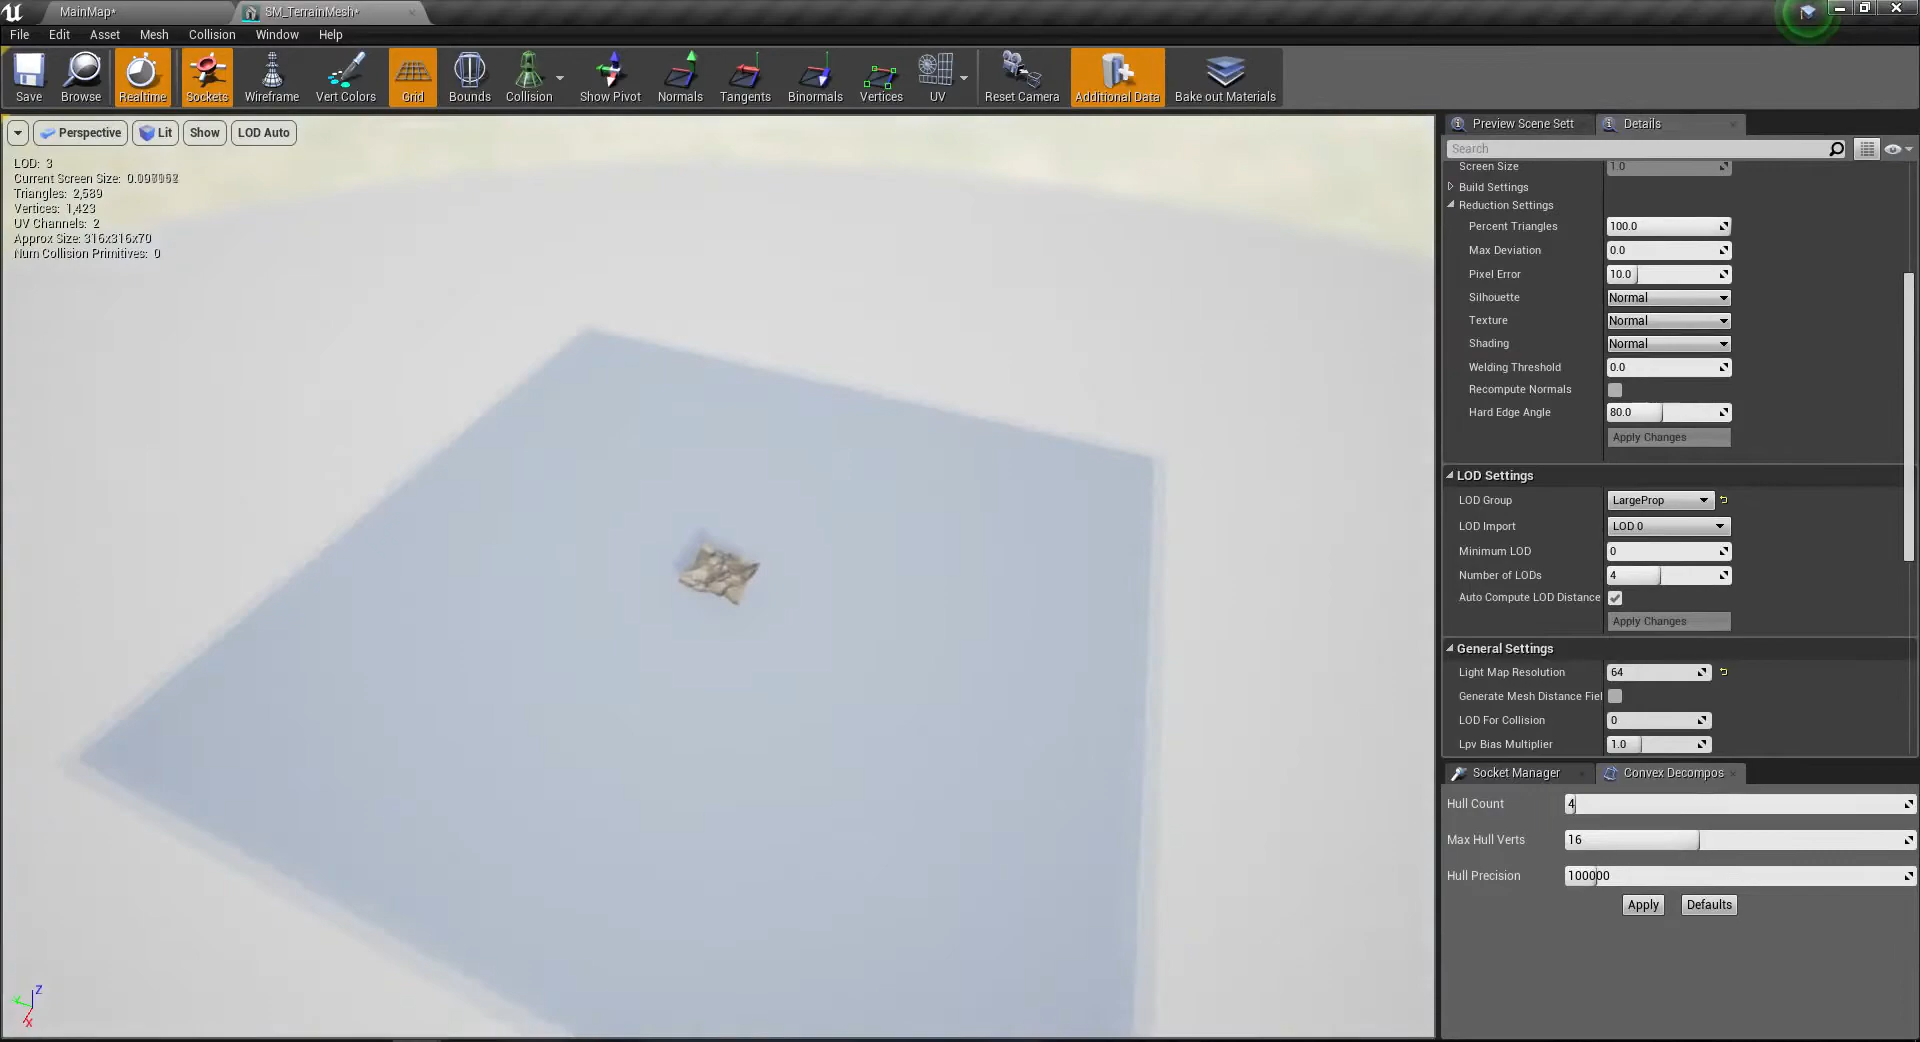 MainMap*
SM_TerrainMesh*
File Edit Asset Mesh Collision Window Help
Save Browse Realtime Sockets Wireframe Vert Colors Grid Bounds Collision Show Pivot Normals Tangents Binormals Vertices UV Reset Camera Additional Data Bake out Materials
Perspective Lit Show LOD Auto
LOD: 3
Current Screen Size:
Triangles: 2,589
Vertices: 1,423
UV Channels: 2
Approx Size: 316x316x70
Num Collision Primitives: 0
Z
X
Preview Scene Sett Details
Search
Screen Size 1.0
Build Settings
Reduction Settings
Percent Triangles 100.0
Max Deviation 0.0
Pixel Error 10.0
Silhouette Normal
Texture Normal
Shading Normal
Welding Threshold 0.0
Recompute Normals
Hard Edge Angle 80.0
Apply Changes
LOD Settings
LOD Group LargeProp
LOD Import LOD 0
Minimum LOD 0
Number of LODs 4
Auto Compute LOD Distance
Apply Changes
General Settings
Light Map Resolution 64
Generate Mesh Distance Fiel
LOD For Collision 0
Lpv Bias Multiplier 1.0
Socket Manager Convex Decompos
Hull Count 4
Max Hull Verts 16
Hull Precision 100000
Apply Defaults